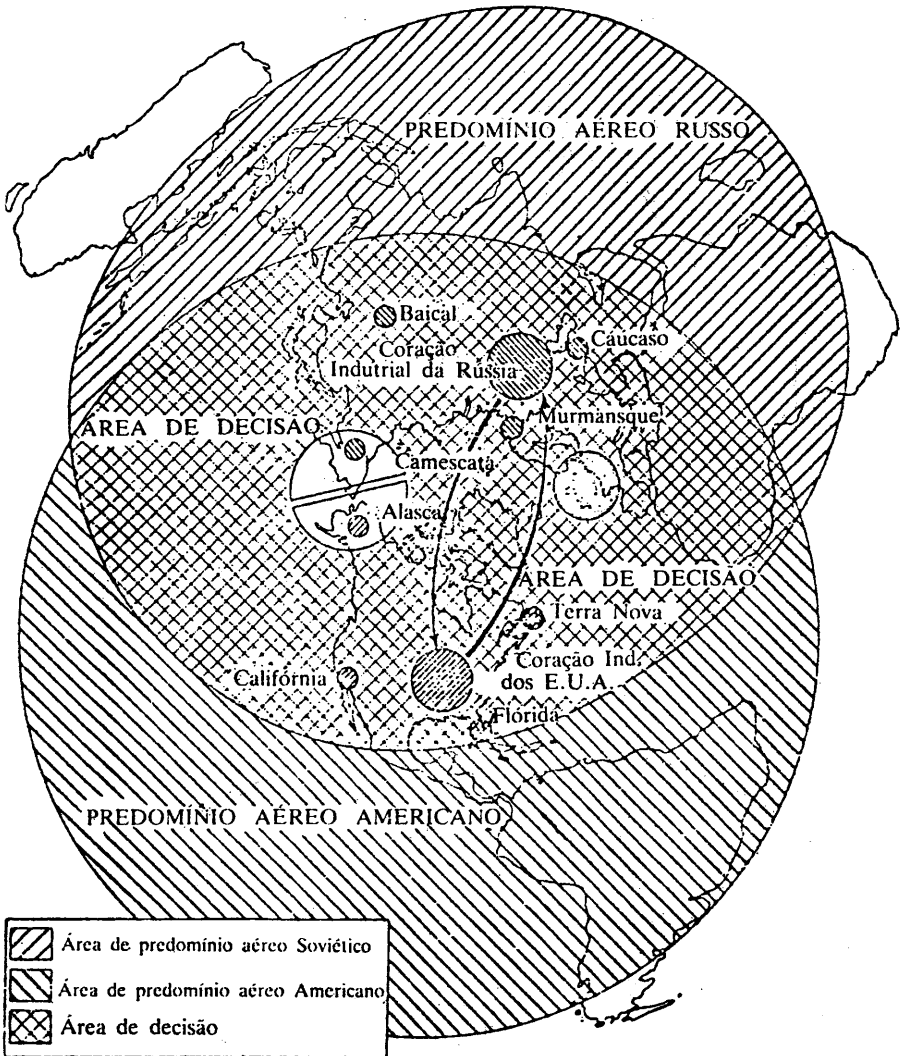 PREDOMÍNIO AÉREO RUSSO
Baical
Coração
Indutrial da Rússia
Cáucaso
Murmansque
ÁREA DE DECISÃO
Camescata
Alasca
ÁREA DE DECISÃO
Terra Nova
Califórnia
Coração Ind.
dos E.U.A
Flórida
PREDOMÍNIO AÉREO AMERICANO
Área de predomínio aéreo Soviético
Área de predomínio aéreo Americano
Área de decisão